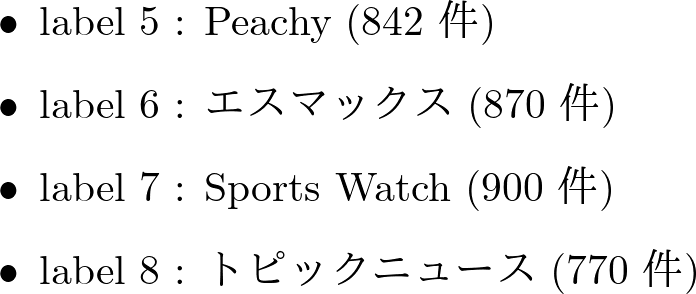 • label 5 : Peachy (842 件)
• label 6 : エスマックス (870 件)
• label 7 : Sports Watch (900 件)
• label 8 : トピックニュース (770 件)